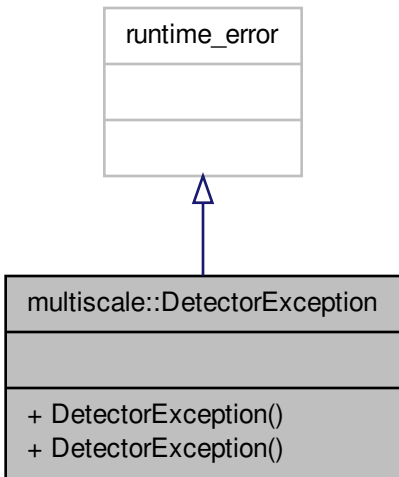 runtime_error
multiscale::DetectorException
+ DetectorException()
+ DetectorException()